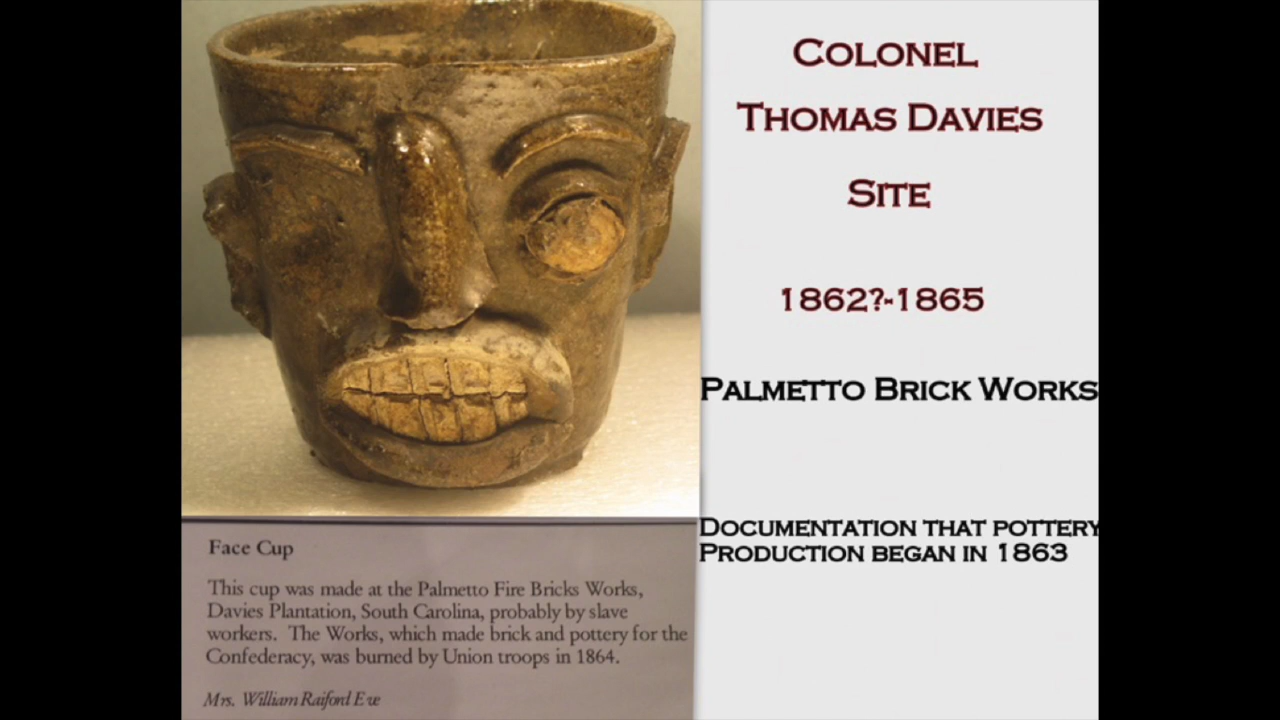 COLONEL
THOMAS DAVIES
SITE
1862?-1865
PALMETTO BRICK WORKS
DOCUMENTATION THAT POTTERY
PRODUCTION BEGAN IN 1863
Face Cup
This cup was made at the Palmetto Fire Bricks Works,
Davies Plantation, South Carolina, probably by slave
workers. The Works, which made brick and pottery for the
Confederacy, was burned by Union troops in 1864.
Mrs. William Raiford Eve